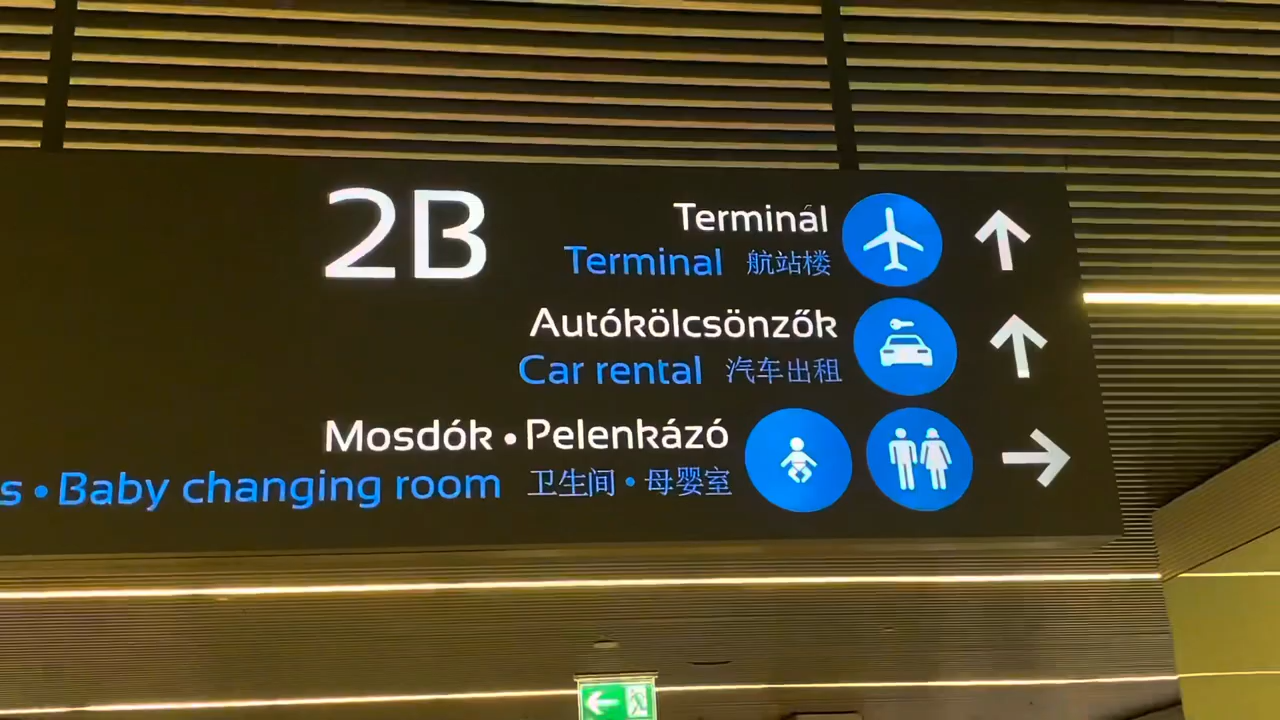 2B
Terminál
Terminal 航站楼
Autókölcsönzők
Car rental 汽车出租
Mosdók • Pelenkázó
s • Baby changing room 卫生间 • 母婴室